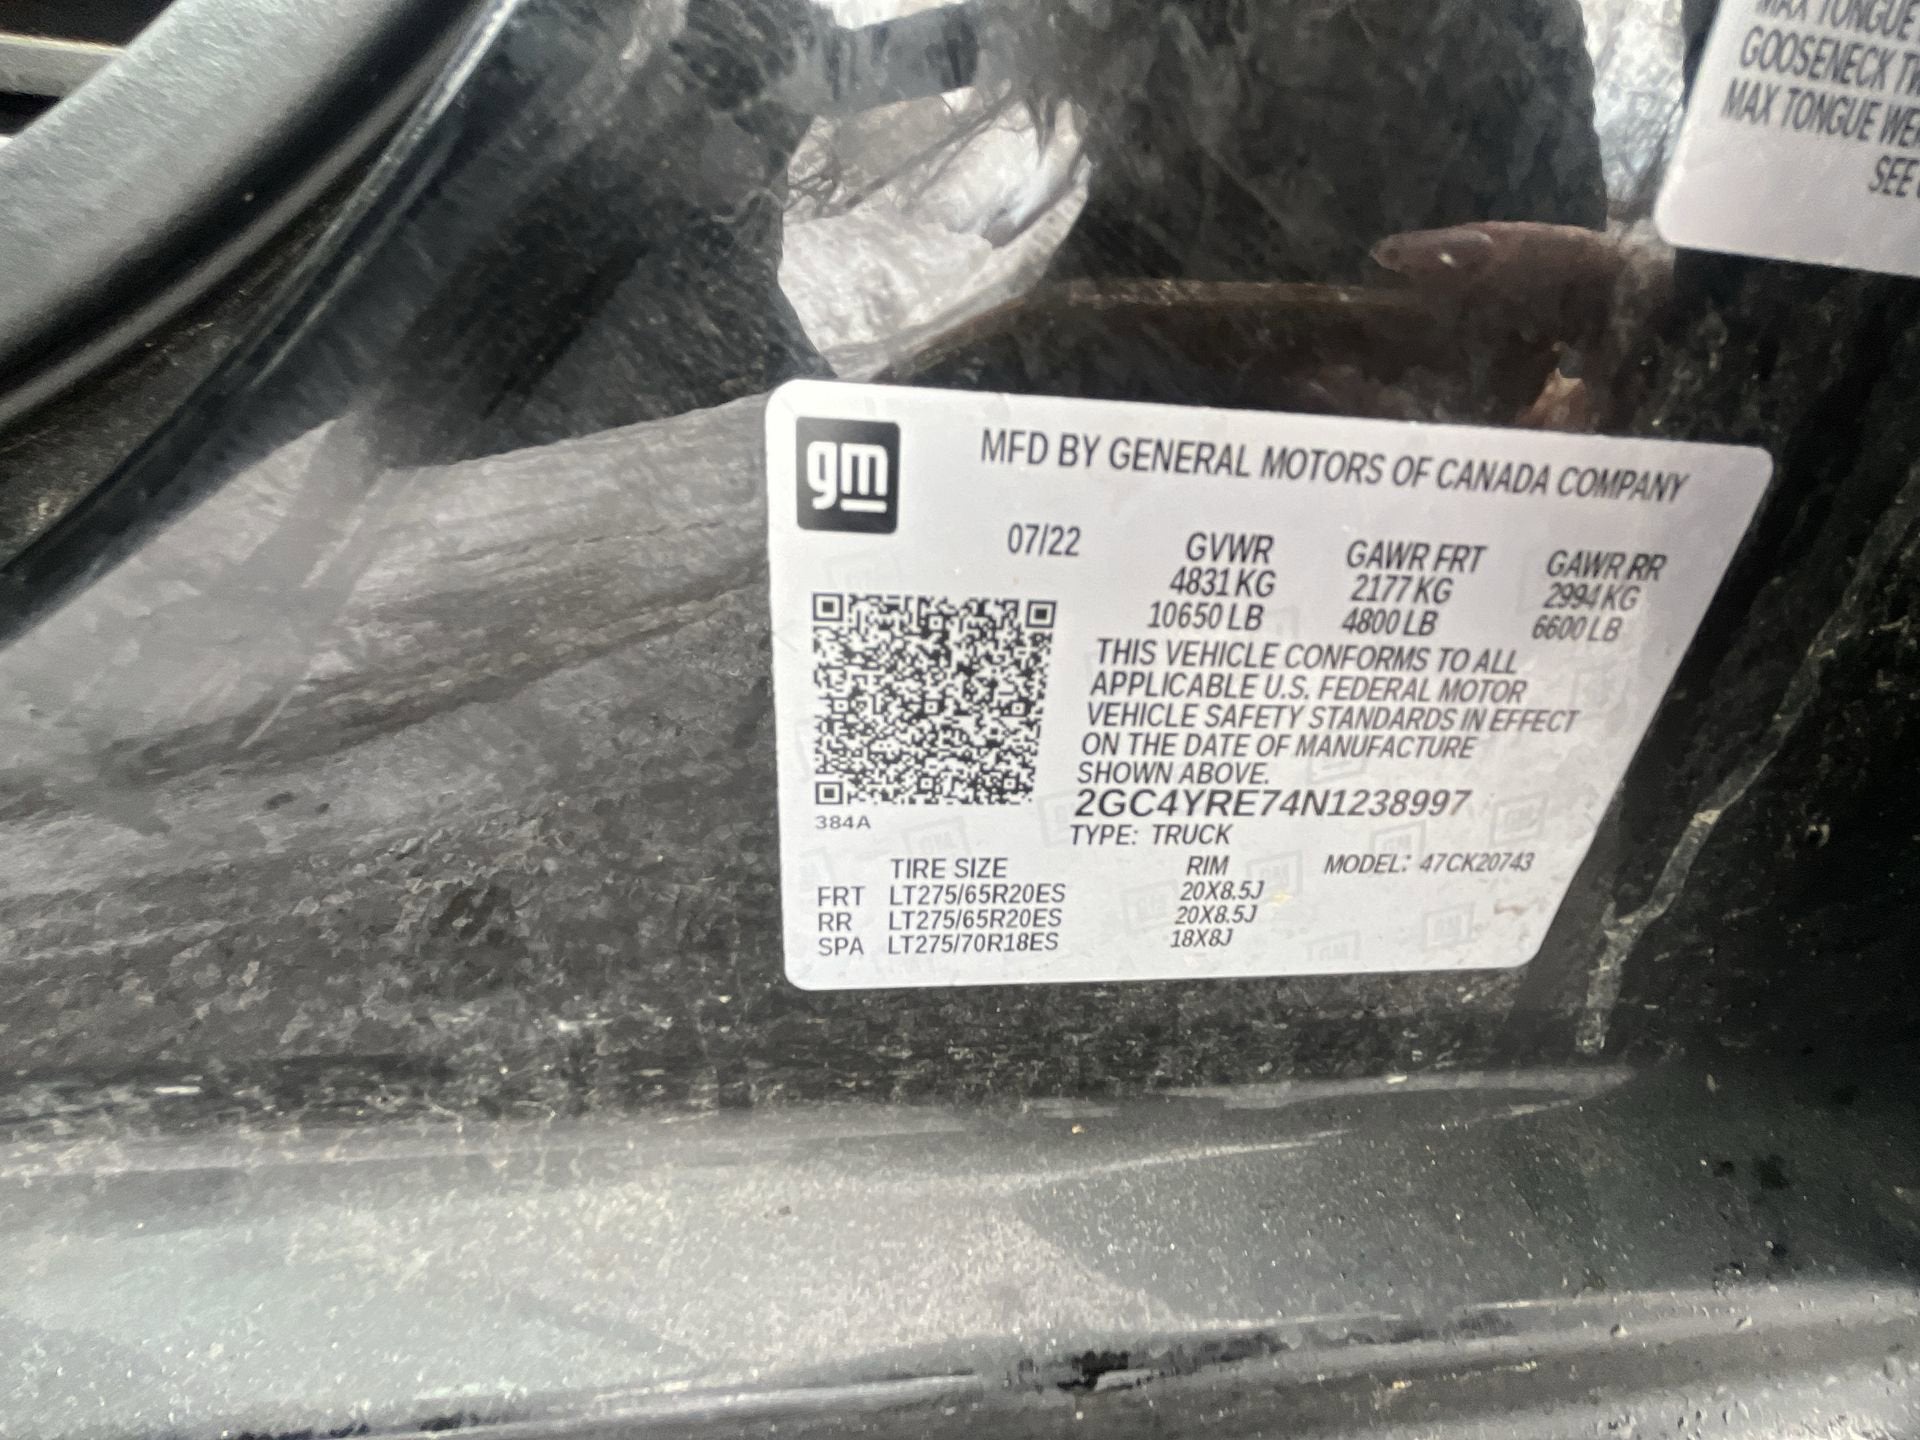 MAX TONGUE
GOOSENECK
MAX TONGUE
SEE
gm
MFD BY GENERAL MOTORS OF CANADA COMPANY
07/22 GVWR GAWR FRT GAWR RR
4831 KG 2177 KG 2994 KG
10650 LB 4800 LB 6600 LB
THIS VEHICLE CONFORMS TO ALL
APPLICABLE U.S. FEDERAL MOTOR
VEHICLE SAFETY STANDARDS IN EFFECT
ON THE DATE OF MANUFACTURE
SHOWN ABOVE.
2GC4YRE74N1238997
384A
TYPE: TRUCK
TIRE SIZE RIM MODEL: 47CK20743
FRT LT275/65R20ES 20X8.5J
RR LT275/65R20ES 20X8.5J
SPA LT275/70R18ES 18X8J